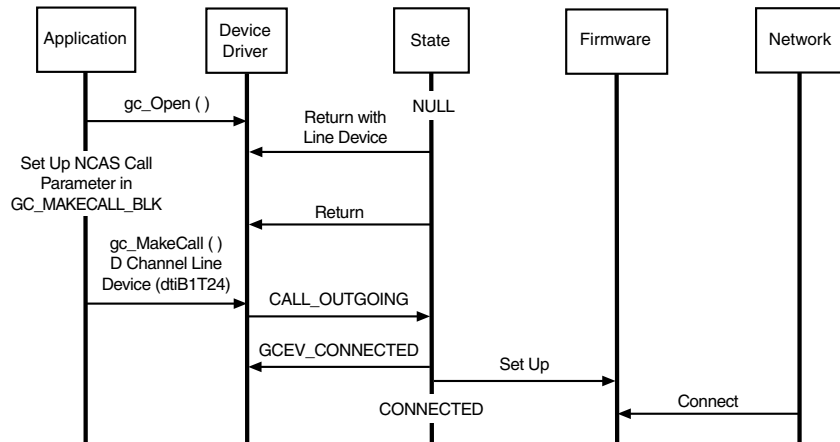 Application
Device
Driver
State
Firmware
Network
gc_Open ( )
NULL
Return with
Line Device
Set Up NCAS Call
Parameter in
GC_MAKECALL_BLK
Return
gc_MakeCall ( )
D Channel Line
Device (dtiB1T24)
CALL_OUTGOING
GCEV_CONNECTED
Set Up
CONNECTED
Connect